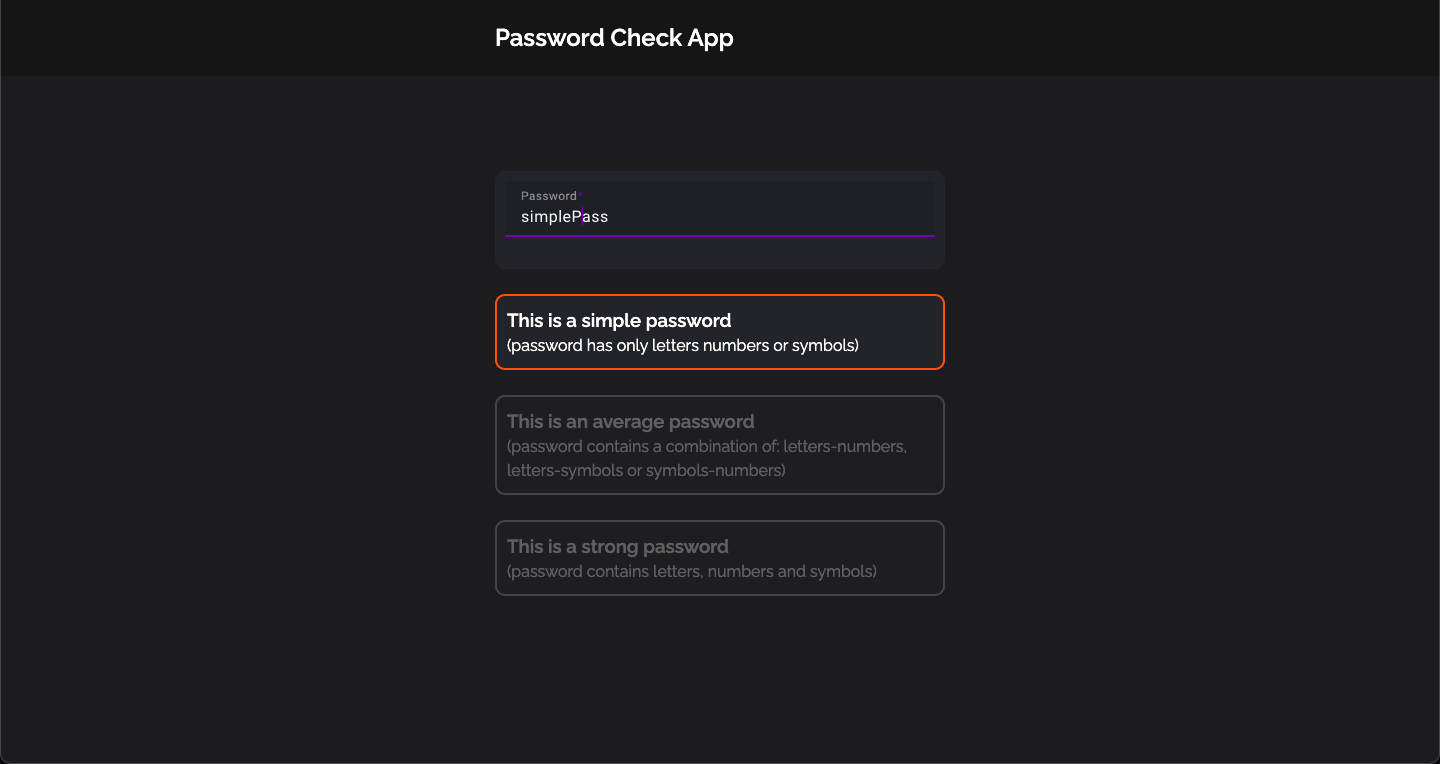 Password Check App
Password*
simplePass
This is a simple password
(password has only letters numbers or symbols)
This is an average password
(password contains a combination of: letters-numbers,
letters-symbols or symbols-numbers)
This is a strong password
(password contains letters, numbers and symbols)